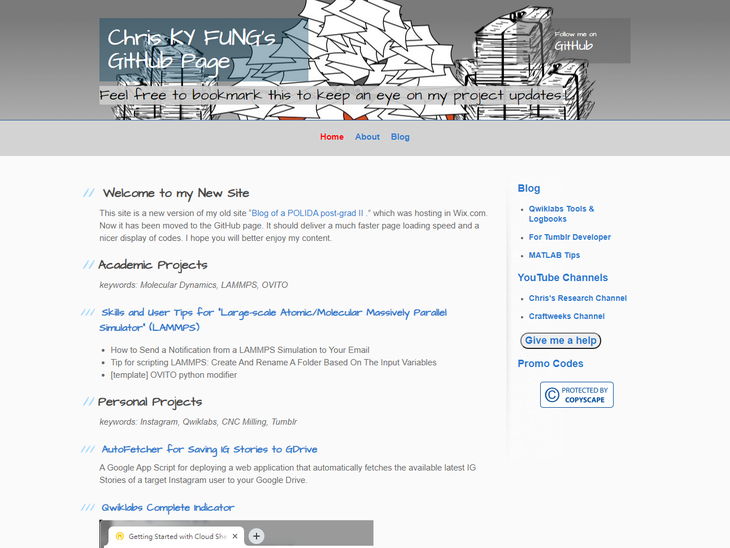 Chris KY FUNG's
GitHub Page
Follow me on
GitHub
Feel free to bookmark this to keep an eye on my project updates!
Home About Blog
// Welcome to my New Site
This site is a new version of my old site "Blog of a POLIDA post-grad II ." which was hosting in Wix.com.
Now it has been moved to the GitHub page. It should deliver a much faster page loading speed and a
nicer display of codes. I hope you will better enjoy my content.
// Academic Projects
keywords: Molecular Dynamics, LAMMPS, OVITO
/// Skills and User Tips for "Large-scale Atomic/Molecular Massively Parallel
Simulator" (LAMMPS)
• How to Send a Notification from a LAMMPS Simulation to Your Email
• Tip for scripting LAMMPS: Create And Rename A Folder Based On The Input Variables
• [template] OVITO python modifier
// Personal Projects
keywords: Instagram, Qwiklabs, CNC Milling, Tumblr
/// AutoFetcher for Saving IG Stories to GDrive
A Google App Script for deploying a web application that automatically fetches the available latest IG
Stories of a target Instagram user to your Google Drive.
/// Qwiklabs Complete Indicator
Getting Started with Cloud She
Blog
• Qwiklabs Tools &
Logbooks
• For Tumblr Developer
• MATLAB Tips
YouTube Channels
• Chris's Research Channel
• Craftweeks Channel
Give me a help
Promo Codes
© PROTECTED BY
COPYSCAPE